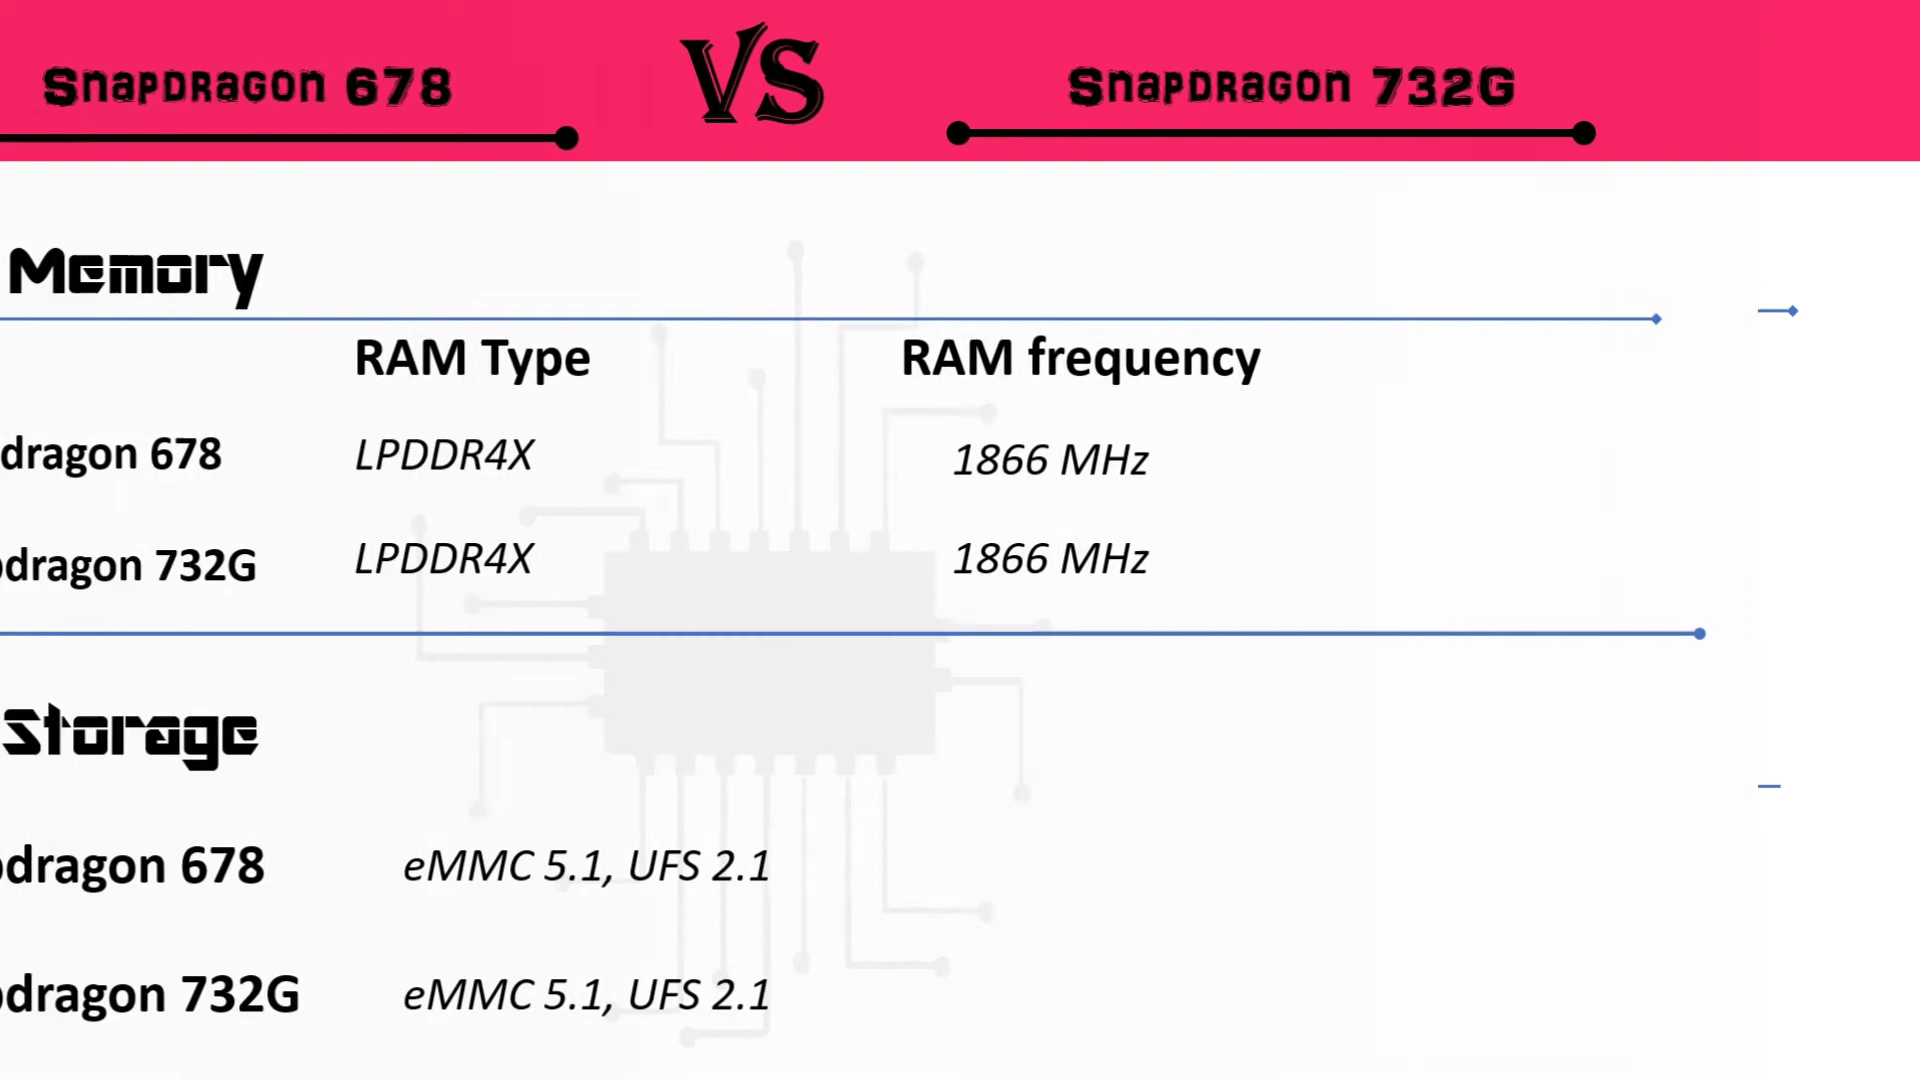 Snapdragon 678 VS Snapdragon 732G
Memory
RAM Type RAM frequency
dragon 678 LPDDR4X 1866 MHz
dragon 732G LPDDR4X 1866 MHz
Storage
dragon 678 eMMC 5.1, UFS 2.1
dragon 732G eMMC 5.1, UFS 2.1